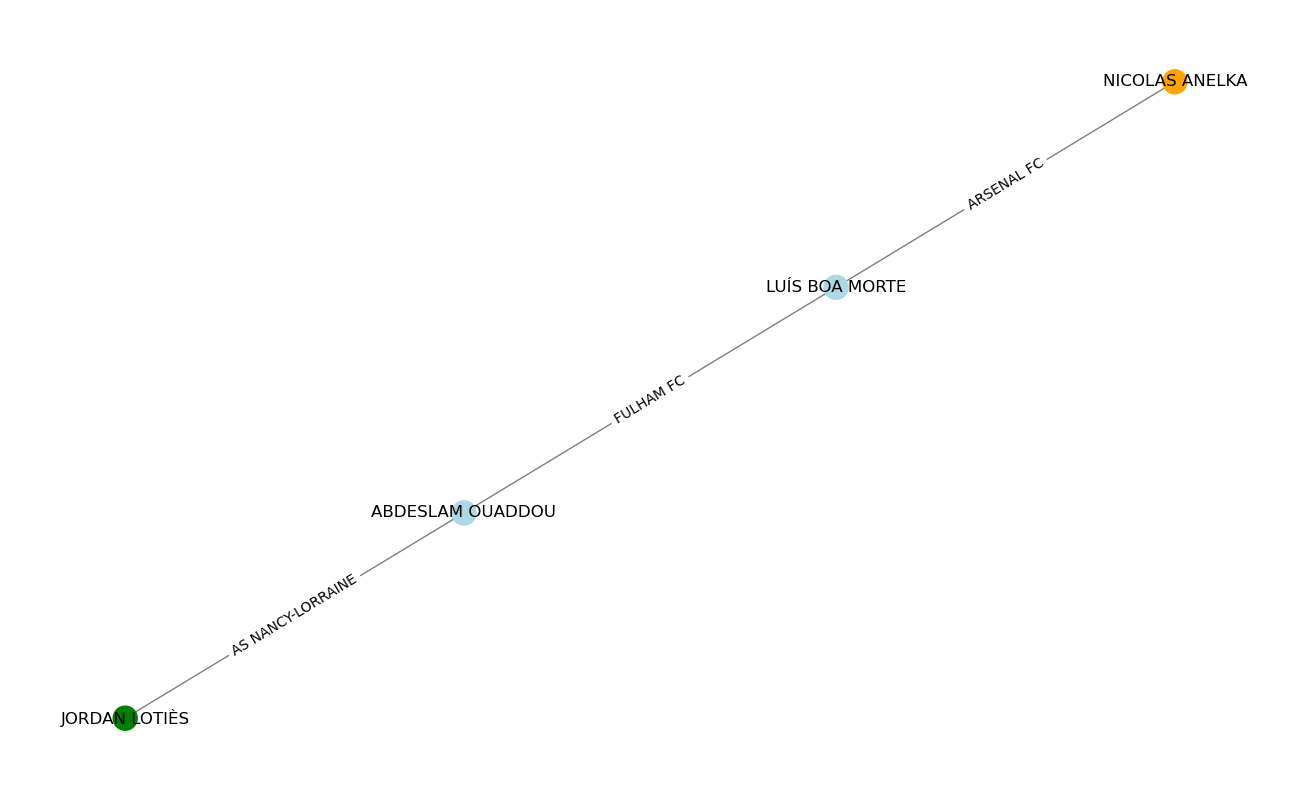 NICOLAS ANELKA
ARSENAL FC
LUÍS BOA MORTE
FULHAM FC
ABDESLAM OUADDOU
AS NANCY-LORRAINE
JORDAN LOTIÈS